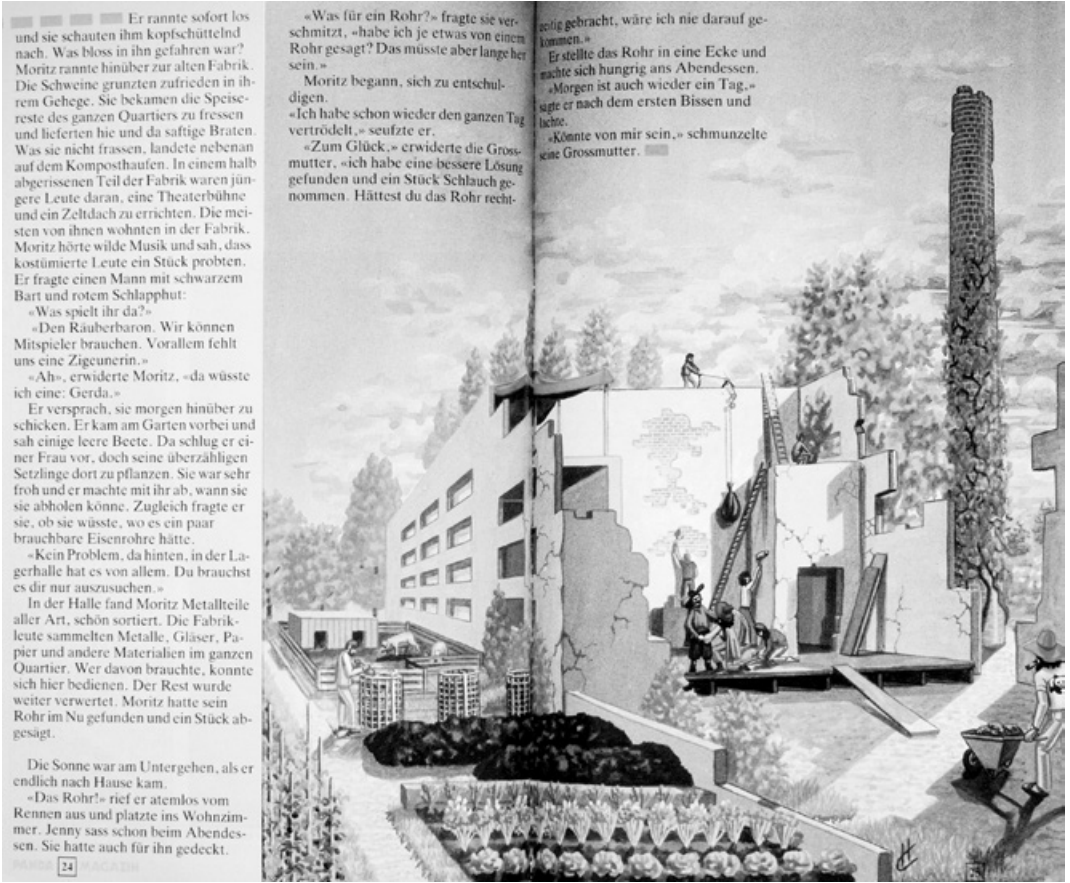 Er rannte sofort los
und sie schauten ihm kopfschüttelnd
nach. Was bloss in ihn gefahren war?
Moritz rannte hinüber zur alten Fabrik.
Die Schweine grunzten zufrieden in ih-
rem Gehege. Sie bekamen die Speise-
reste des ganzen Quartiers zu fressen
und lieferten hie und da saftige Braten.
Was sie nicht frassen, landete nebenan
auf dem Komposthaufen. In einem halb
abgerissenen Teil der Fabrik waren jün-
gere Leute daran, eine Theaterbühne
und ein Zeltdach zu errichten. Die mei-
sten von ihnen wohnten in der Fabrik.
Moritz hörte wilde Musik und sah, dass
kostümierte Leute ein Stück probten.
Er fragte einen Mann mit schwarzem
Bart und rotem Schlapphut:
«Was spielt ihr da?»
«Den Räuberbaron. Wir können
Mitspieler brauchen. Vorallem fehlt
uns eine Zigeunerin.»
«Ah», erwiderte Moritz, «da wüsste
ich eine: Gerda.»
Er versprach, sie morgen hinüber zu
schicken. Er kam am Garten vorbei und
sah einige leere Beete. Da schlug er ei-
ner Frau vor, doch seine überzähligen
Setzlinge dort zu pflanzen. Sie war sehr
froh und er machte mit ihr ab, wann sie
sie abholen könne. Zugleich fragte er
sie, ob sie wüsste, wo es ein paar
brauchbare Eisenrohre hätte.
«Kein Problem, da hinten, in der La-
gerhalle hat es von allem. Du brauchst
es dir nur auszusuchen.»
In der Halle fand Moritz Metallteile
aller Art, schön sortiert. Die Fabrik-
leute sammelten Metalle, Gläser, Pa-
pier und andere Materialien im ganzen
Quartier. Wer davon brauchte, konnte
sich hier bedienen. Der Rest wurde
weiter verwertet. Moritz hatte sein
Rohr im Nu gefunden und ein Stück ab-
gesägt.
Die Sonne war am Untergehen, als er
endlich nach Hause kam.
«Das Rohr!» rief er atemlos vom
Rennen aus und platzte ins Wohnzim-
mer. Jenny sass schon beim Abendes-
sen. Sie hatte auch für ihn gedeckt.
PANDA 24 MAGAZIN
«Was für ein Rohr?» fragte sie ver-
schmitzt, «habe ich je etwas von einem
Rohr gesagt? Das müsste aber lange her
sein.»
Moritz begann, sich zu entschul-
digen.
«Ich habe schon wieder den ganzen Tag
vertrödelt,» seufzte er.
«Zum Glück,» erwiderte die Gross-
mutter, «ich habe eine bessere Lösung
gefunden und ein Stück Schlauch ge-
nommen. Hättest du das Rohr recht-
zeitig gebracht, wäre ich nie darauf ge-
kommen.»
Er stellte das Rohr in eine Ecke und
machte sich hungrig ans Abendessen.
«Morgen ist auch wieder ein Tag,»
sagte er nach dem ersten Bissen und
lachte.
«Könnte von mir sein,» schmunzelte
seine Grossmutter.